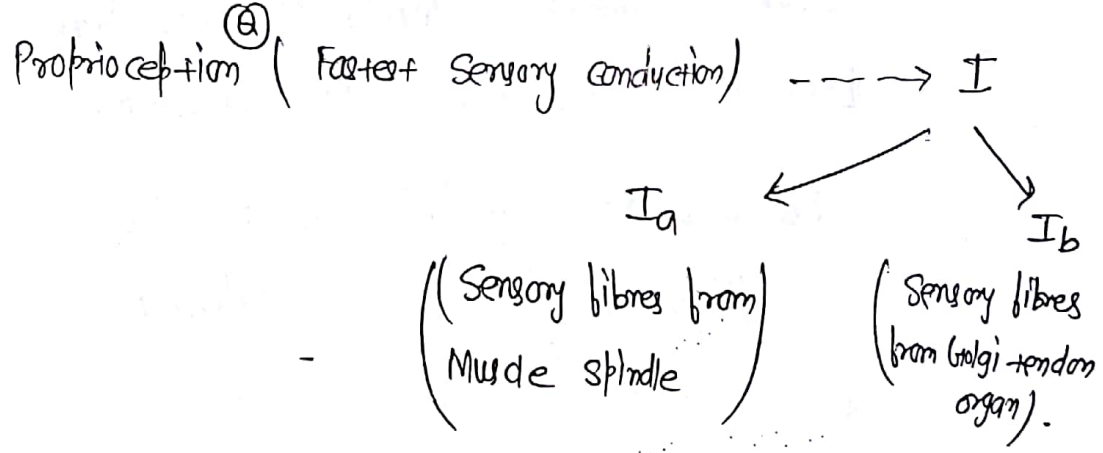 Proprioception Ⓠ ( Fastest Sensory conduction) ----> I
Ia
Ib
(( Sensory fibres from
Muscle spindle )
( Sensory fibres
from Golgi tendon
organ).